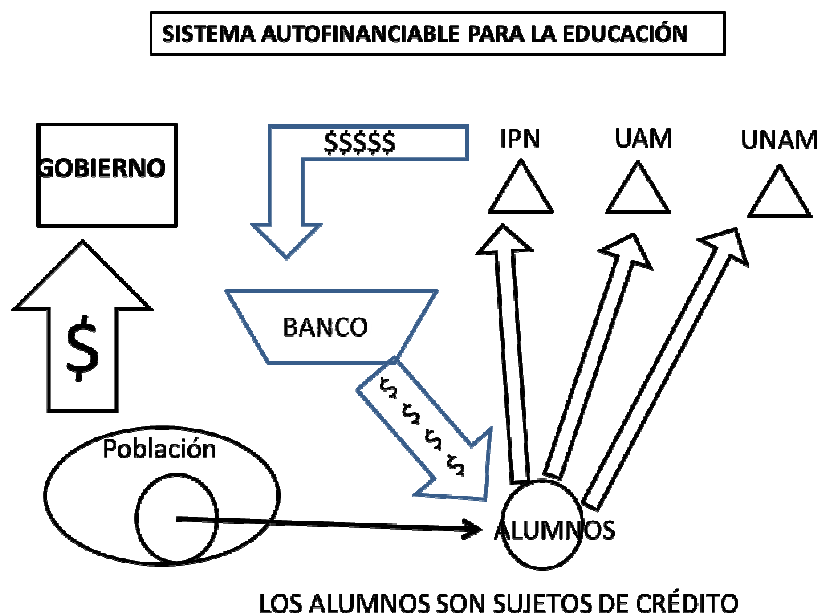 SISTEMA AUTOFINANCIABLE PARA LA EDUCACIÓN
GOBIERNO
$$$$$
IPN
UAM
UNAM
$
BANCO
$ $ $ $
Población
ALUMNOS
LOS ALUMNOS SON SUJETOS DE CRÉDITO